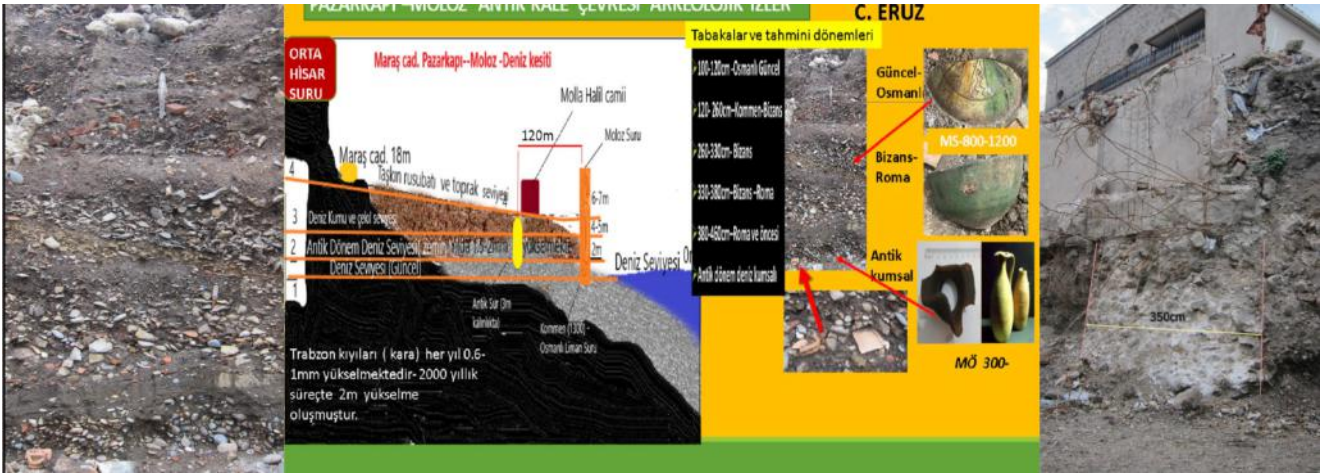 PAZARKAPI –MOLOZ ANTİK KALE ÇEVRESİ ARKEOLOJİK İZLER
C. ERUZ
ORTA
HİSAR
SURU
Maraş cad. Pazarkapı--Moloz -Deniz kesiti
Molla Halil camii
120m
Moloz Suru
Maraş cad. 18m
Taşkın rusubatı ve toprak seviyesi
4
3
2
1
6-7m
4-5m
2m
Deniz Kumu ve çakıl seviyesi
Antik Dönem Deniz Seviyesi( zemin
yükselmekte
Deniz Seviyesi (Güncel)
Deniz Seviyesi 0m
Antik Sur (3m
kalınlıkta)
Kommen (1300) -
Osmanlı Liman Suru
Trabzon kıyıları ( kara) her yıl 0.6-
1mm yükselmektedir- 2000 yıllık
süreçte 2m yükselme
oluşmuştur.
Tabakalar ve tahmini dönemleri
100-120cm -Osmanlı Güncel
120- 260cm-Kommen-Bizans
260-330cm- Bizans
330-380cm-Bizans -Roma
380-460cm-Roma ve öncesi
Antik dönem deniz kumsalı
Güncel-
Osmanlı
MS-800-1200
Bizans-
Roma
Antik
kumsal
MÖ 300-
350cm